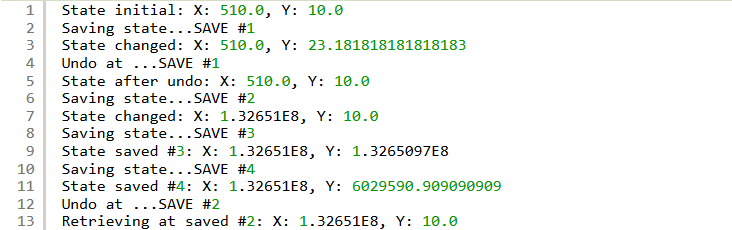 1 State initial: X: 510.0, Y: 10.0
2 Saving state...SAVE #1
3 State changed: X: 510.0, Y: 23.181818181818183
4 Undo at ...SAVE #1
5 State after undo: X: 510.0, Y: 10.0
6 Saving state...SAVE #2
7 State changed: X: 1.32651E8, Y: 10.0
8 Saving state...SAVE #3
9 State saved #3: X: 1.32651E8, Y: 1.3265097E8
10 Saving state...SAVE #4
11 State saved #4: X: 1.32651E8, Y: 6029590.909090909
12 Undo at ...SAVE #2
13 Retrieving at saved #2: X: 1.32651E8, Y: 10.0